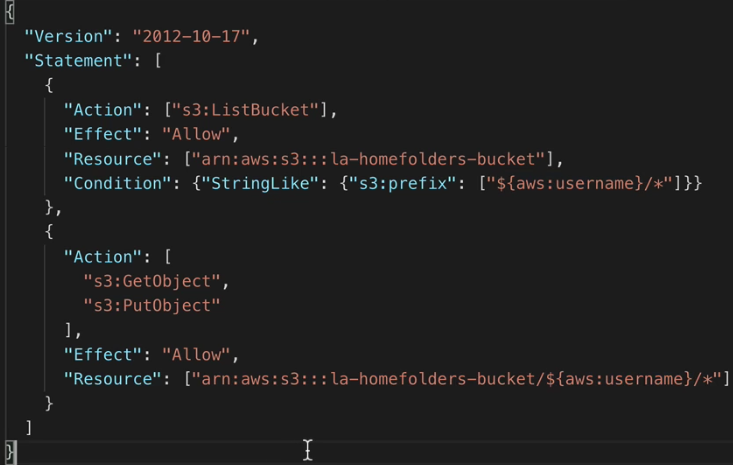 {
"Version": "2012-10-17",
"Statement": [
{
"Action": ["s3:ListBucket"],
"Effect": "Allow",
"Resource": ["arn:aws:s3:::la-homefolders-bucket"],
"Condition": {"StringLike": {"s3:prefix": ["${aws:username}/*"]}}
},
{
"Action": [
"s3:GetObject",
"s3:PutObject"
],
"Effect": "Allow",
"Resource": ["arn:aws:s3:::la-homefolders-bucket/${aws:username}/*"]
}
]
}